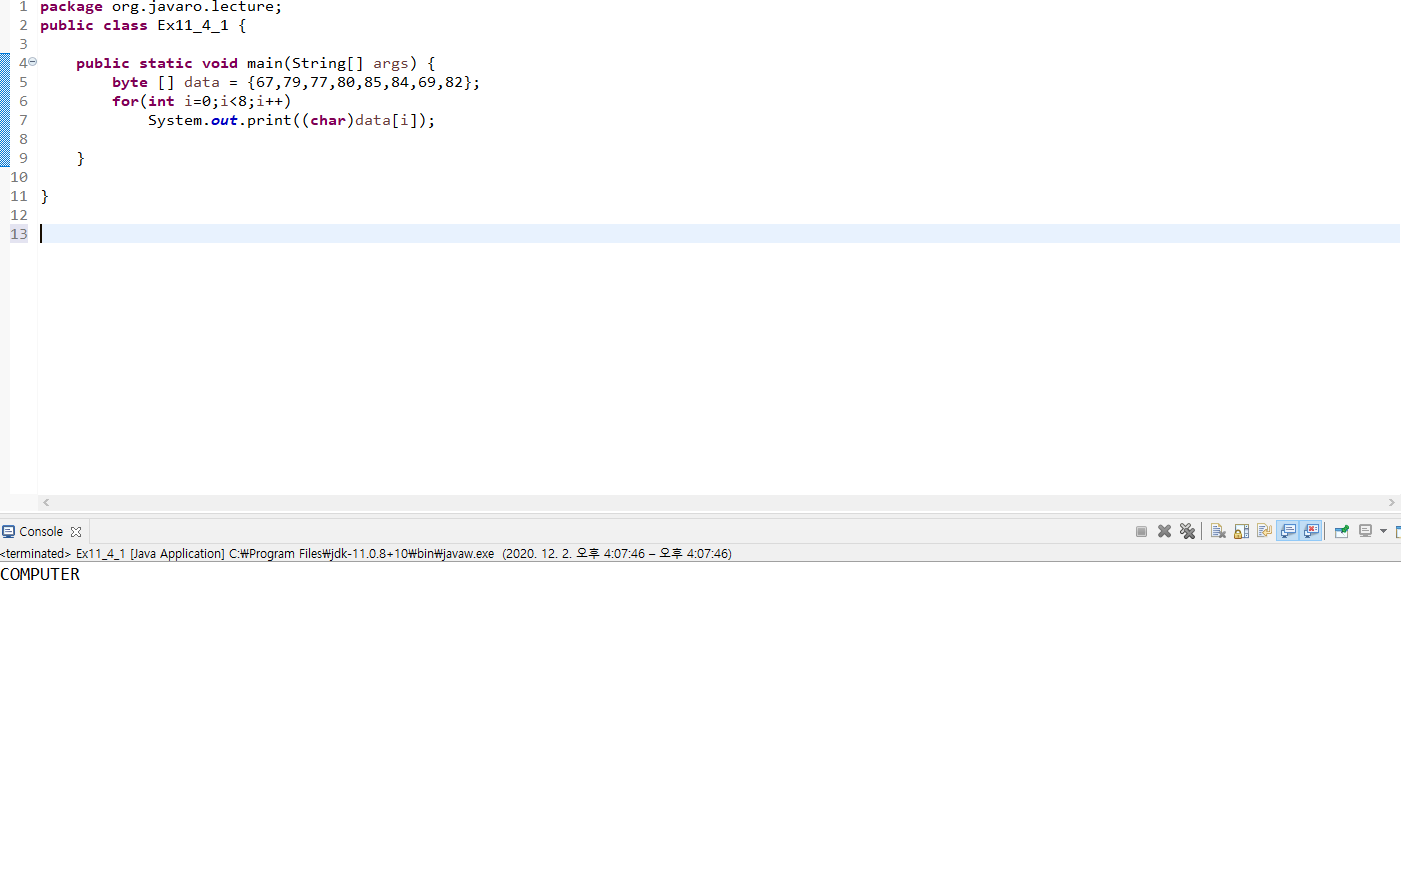 1 package org.javaro.lecture;
2 public class Ex11_4_1 {
3
4 public static void main(String[] args) {
5 byte [] data = {67,79,77,80,85,84,69,82};
6 for(int i=0;i<8;i++)
7 System.out.print((char)data[i]);
8
9 }
10
11 }
12
13
Console
<terminated> Ex11_4_1 [Java Application] C:₩Program Files₩jdk-11.0.8+10₩bin₩javaw.exe (2020. 12. 2. 오후 4:07:46 – 오후 4:07:46)
COMPUTER